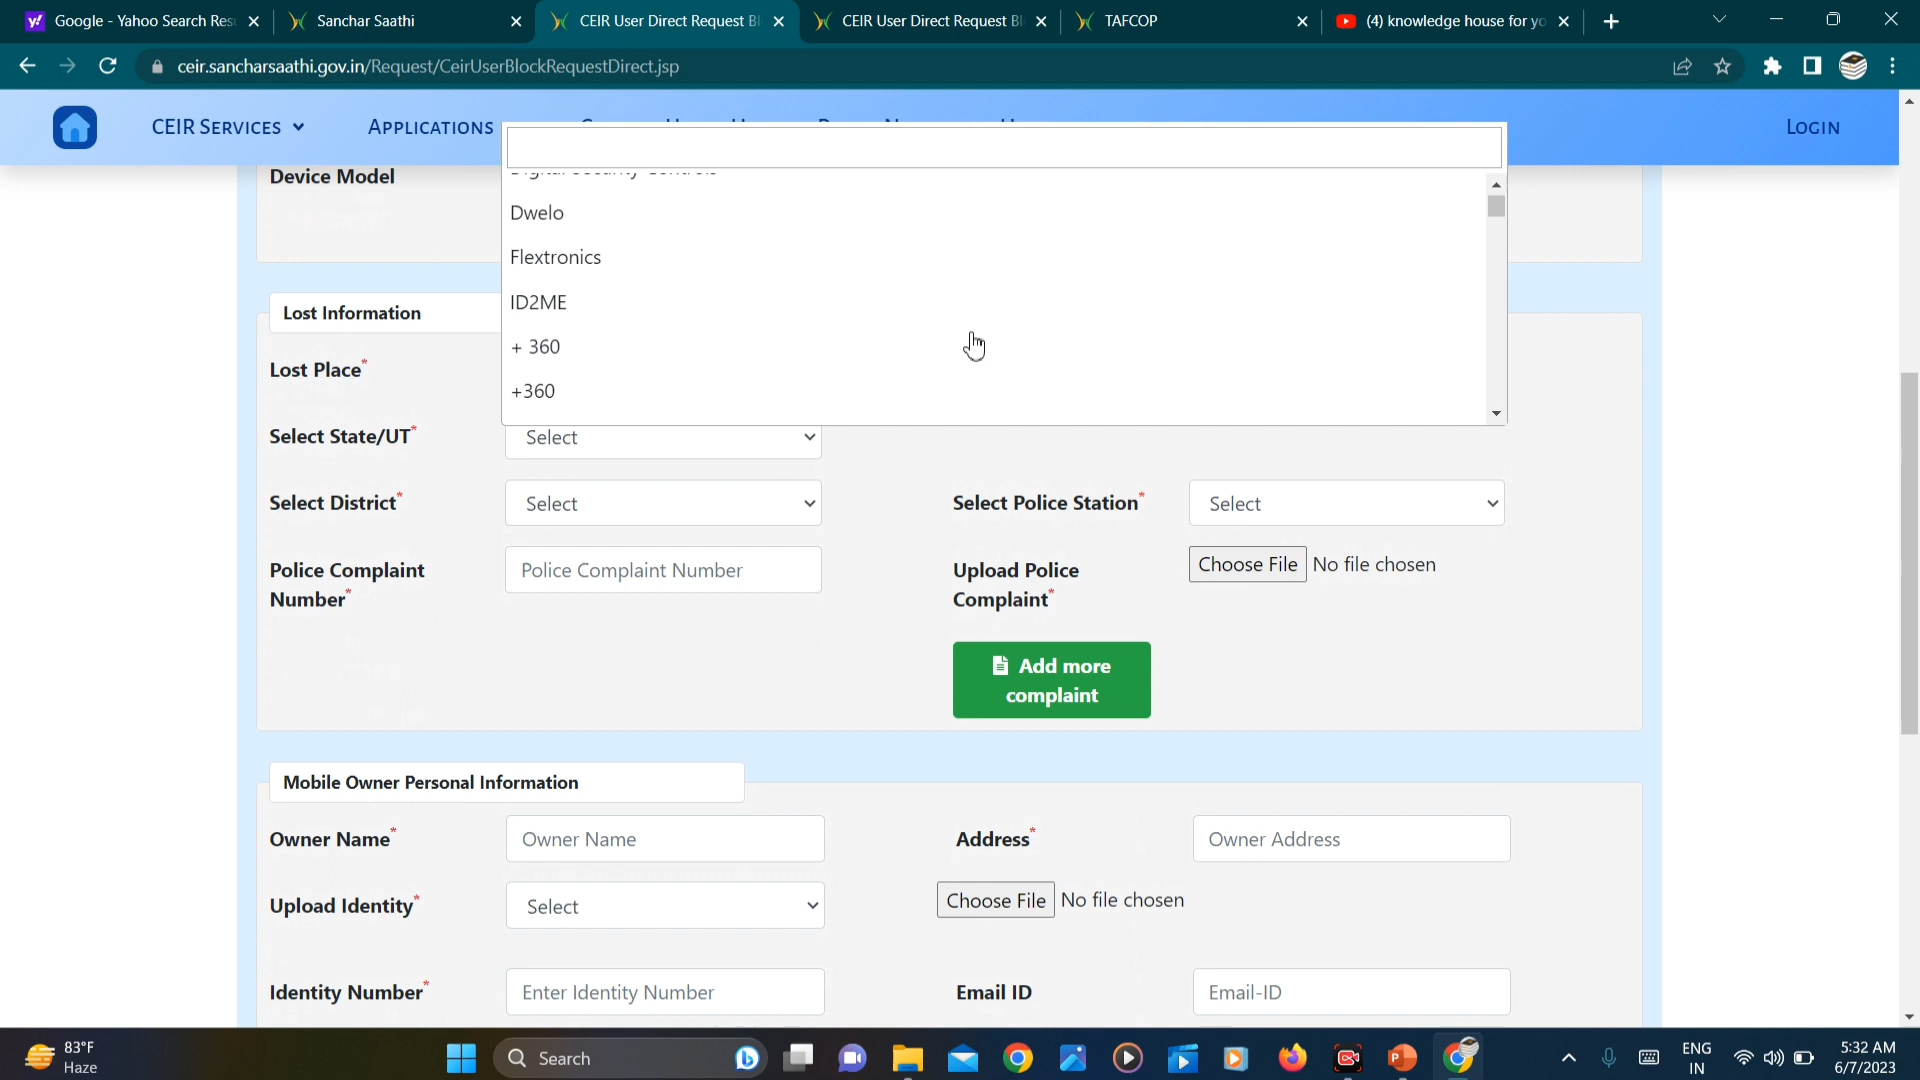 Google - Yahoo Search Res
Sanchar Saathi
CEIR User Direct Request Bl
CEIR User Direct Request Bl
TAFCOP
(4) knowledge house for yo
ceir.sancharsaathi.gov.in/Request/CeirUserBlockRequestDirect.jsp
CEIR SERVICES
APPLICATIONS
LOGIN
Device Model
Digital Security Controls
Dwelo
Flextronics
ID2ME
+ 360
+360
Lost Information
Lost Place*
Select State/UT*
Select
Select District*
Select
Select Police Station*
Select
Police Complaint
Number*
Police Complaint Number
Upload Police
Complaint*
Choose File No file chosen
Add more
complaint
Mobile Owner Personal Information
Owner Name*
Owner Name
Address*
Owner Address
Upload Identity*
Select
Choose File No file chosen
Identity Number*
Enter Identity Number
Email ID
Email-ID
83°F
Haze
Search
ENG
IN
5:32 AM
6/7/2023